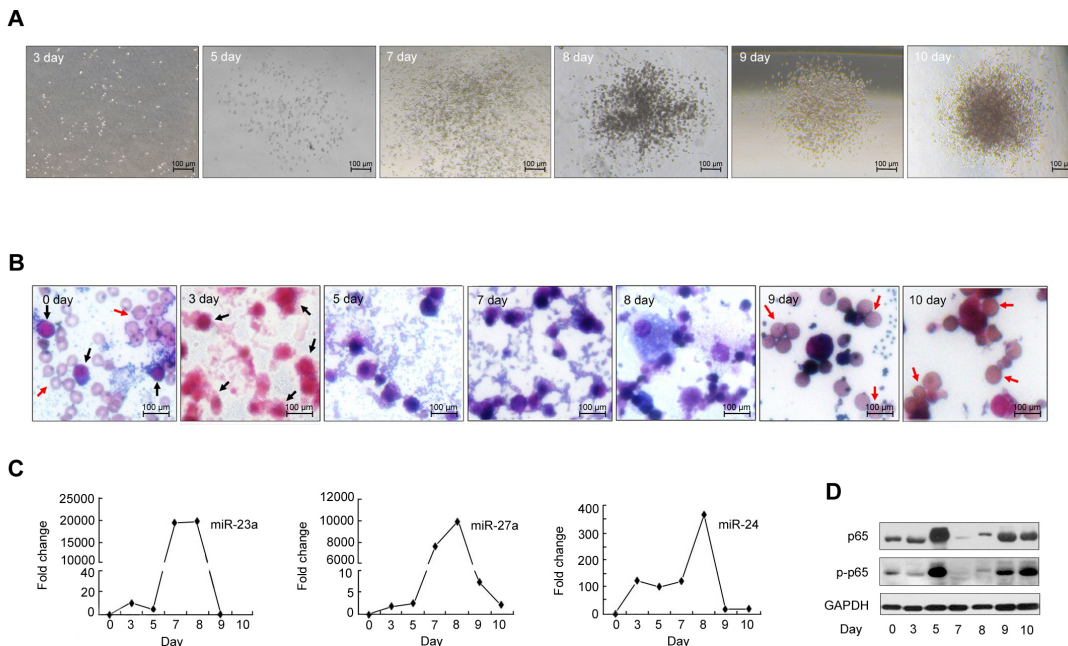 A
3 day
5 day
7 day
8 day
9 day
10 day
100 μm
100 μm
100 μm
100 μm
100 μm
100 μ
B
0 day
3 day
5 day
7 day
8 day
9 day
10 day
100 μm
100 μm
100 μm
100 μm
100 μm
100 μm
100 μm
C
Fold change
25000
20000
15000
10000
40
20
0
miR-23a
0 3 5 7 8 9 10
Day
Fold change
12000
10000
8000
6000
10
5
0
miR-27a
0 3 5 7 8 9 10
Day
Fold change
400
300
200
100
0
miR-24
0 3 5 7 8 9 10
Day
D
p65
p-p65
GAPDH
Day 0 3 5 7 8 9 10